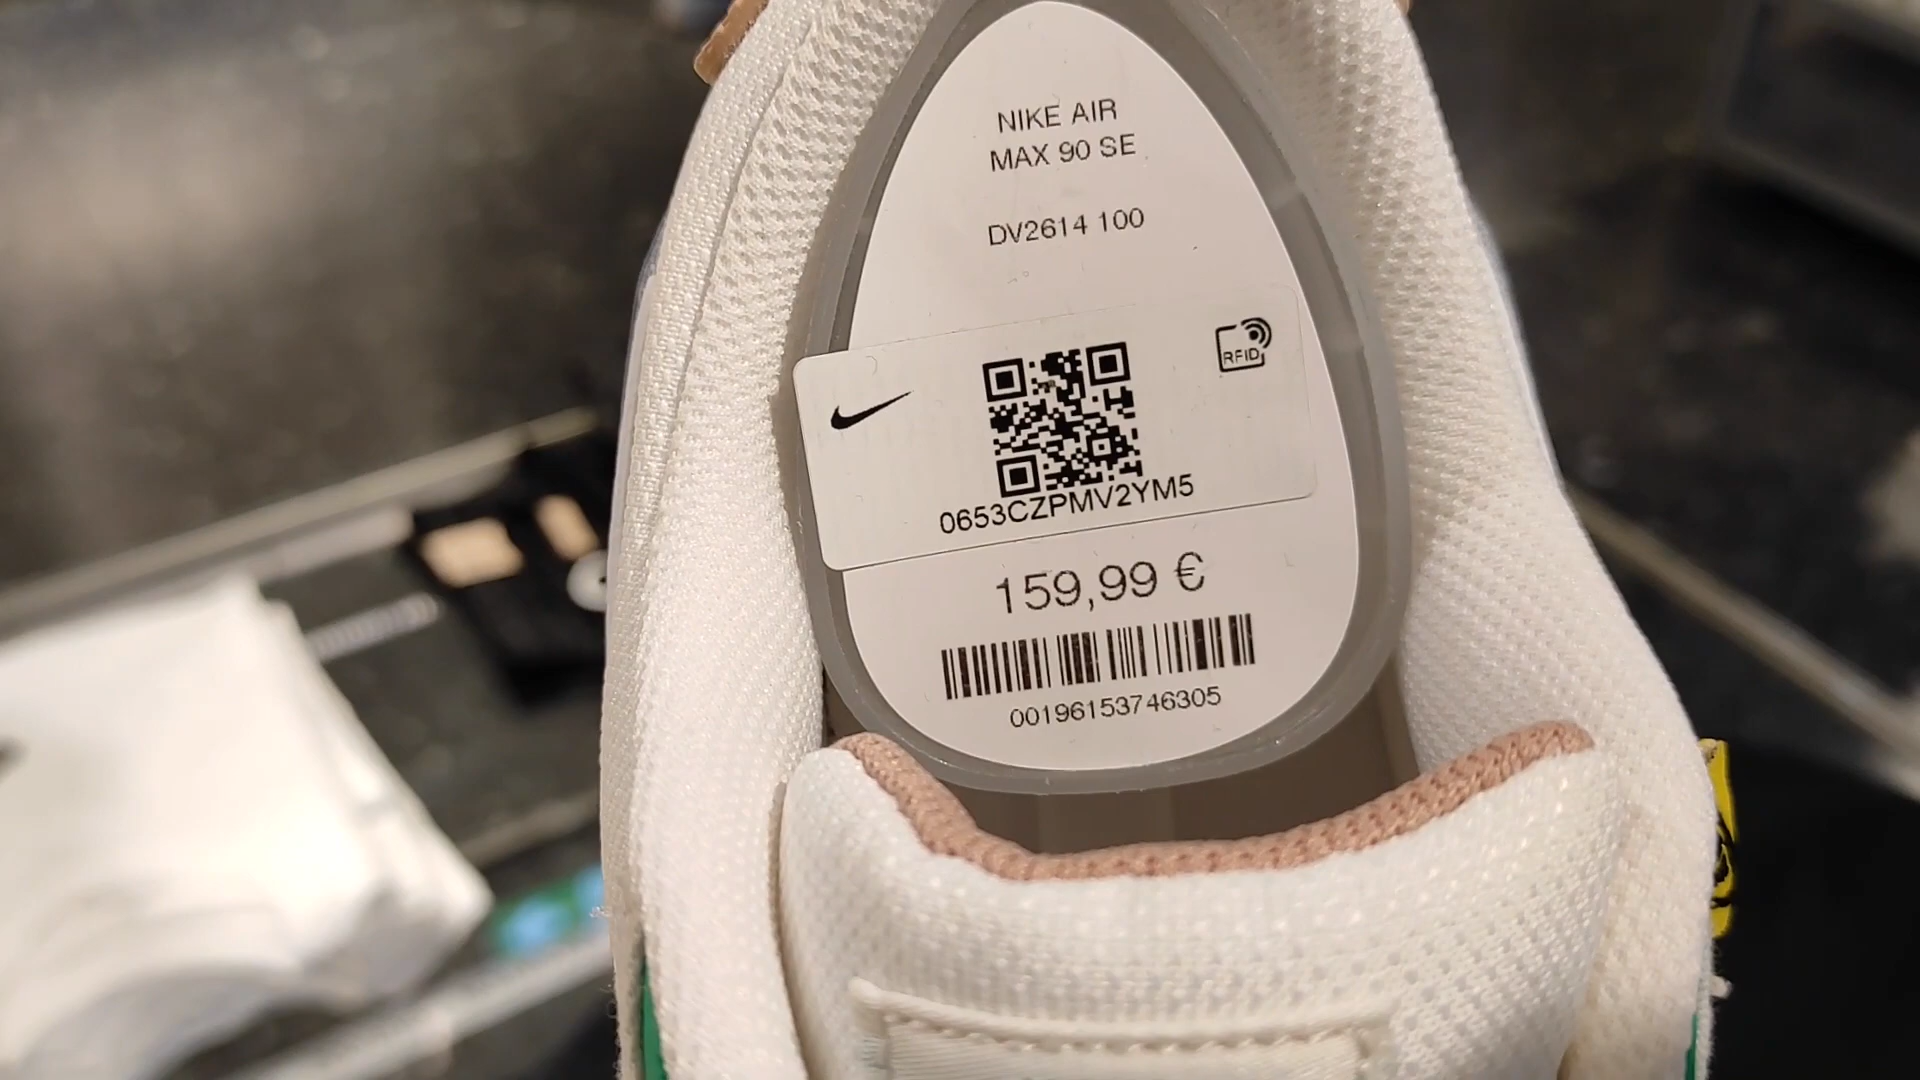 NIKE AIR
MAX 90 SE
DV2614 100
RFID
0653CZPMV2YM5
159,99 €
00196153746305